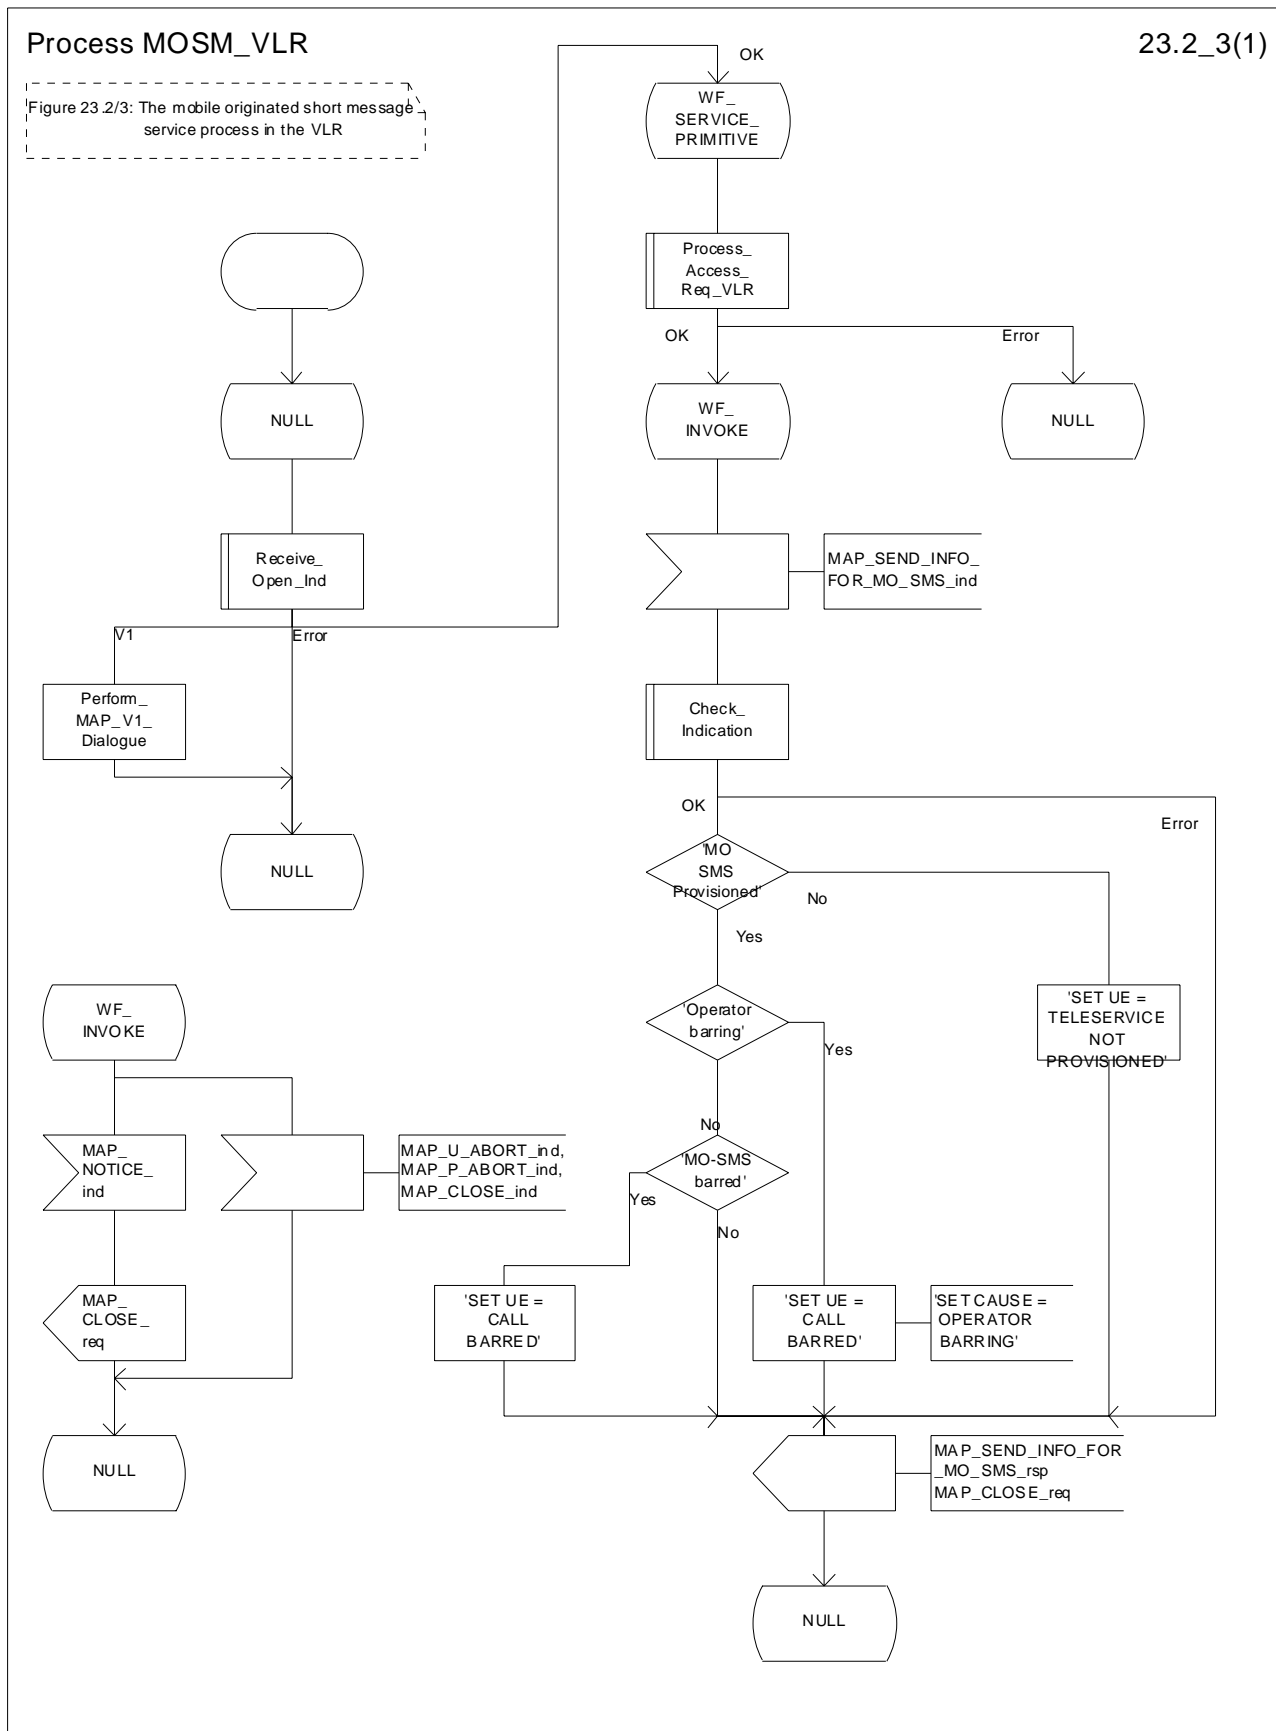 Process MOSM_VLR
23.2_3(1)
Figure 23.2/3: The mobile originated short message
service process in the VLR
OK
WF_
SERVICE_
PRIMITIVE
Process_
Access_
Req_VLR
OK
Error
NULL
WF_
INVOKE
NULL
Receive_
Open_Ind
MAP_SEND_INFO_
FOR_MO_SMS_ind
V1
Error
Perform_
MAP_V1_
Dialogue
Check_
Indication
OK
Error
NULL
'MO
SMS
Provisioned'
No
Yes
WF_
INVOKE
'Operator
barring'
Yes
'SET UE =
TELESERVICE
NOT
PROVISIONED'
No
MAP_
NOTICE_
ind
MAP_U_ABORT_ind,
MAP_P_ABORT_ind,
MAP_CLOSE_ind
'MO-SMS
barred'
Yes
No
MAP_
CLOSE_
req
'SET UE =
CALL
BARRED'
'SET UE =
CALL
BARRED'
'SET CAUSE =
OPERATOR
BARRING'
NULL
MAP_SEND_INFO_FOR
_MO_SMS_rsp
MAP_CLOSE_req
NULL